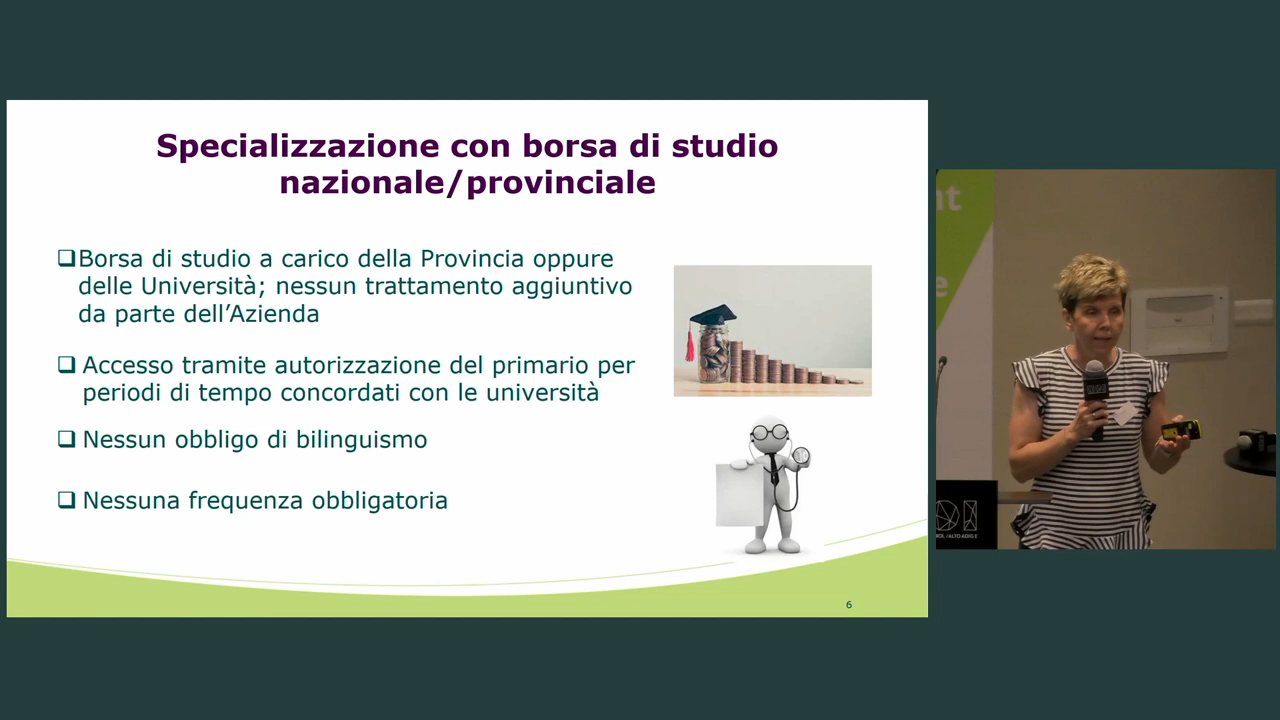 Specializzazione con borsa di studio
nazionale/provinciale
Borsa di studio a carico della Provincia oppure
delle Università; nessun trattamento aggiuntivo
da parte dell’Azienda
Accesso tramite autorizzazione del primario per
periodi di tempo concordati con le università
Nessun obbligo di bilinguismo
Nessuna frequenza obbligatoria
6
nt
e